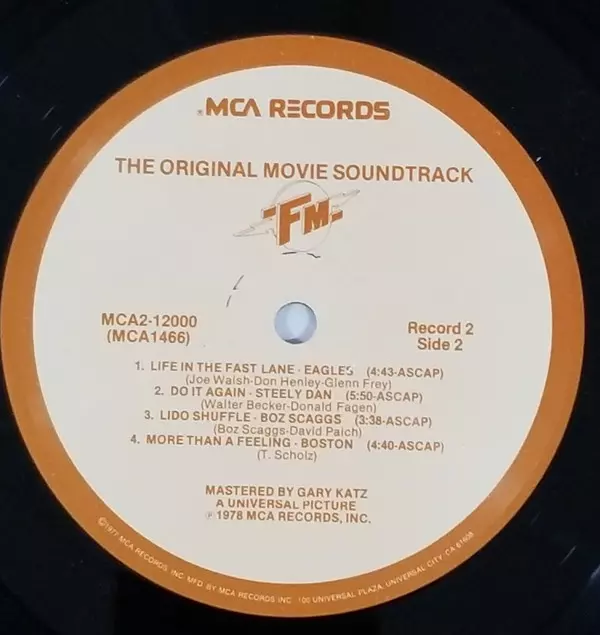 ®MCA RECORDS
THE ORIGINAL MOVIE SOUNDTRACK
FM
MCA2-12000
(MCA1466)
Record 2
Side 2
1. LIFE IN THE FAST LANE - EAGLES (4:43-ASCAP)
(Joe Walsh-Don Henley-Glenn Frey)
2. DO IT AGAIN - STEELY DAN (5:50-ASCAP)
(Walter Becker-Donald Fagen)
3. LIDO SHUFFLE - BOZ SCAGGS (3:38-ASCAP)
(Boz Scaggs-David Paich)
4. MORE THAN A FEELING - BOSTON (4:40-ASCAP)
(T. Scholz)
MASTERED BY GARY KATZ
A UNIVERSAL PICTURE
℗1978 MCA RECORDS, INC.
©1977 MCA RECORDS, INC. MFD. BY MCA RECORDS INC. 100 UNIVERSAL PLAZA, UNIVERSAL CITY, CA 91608